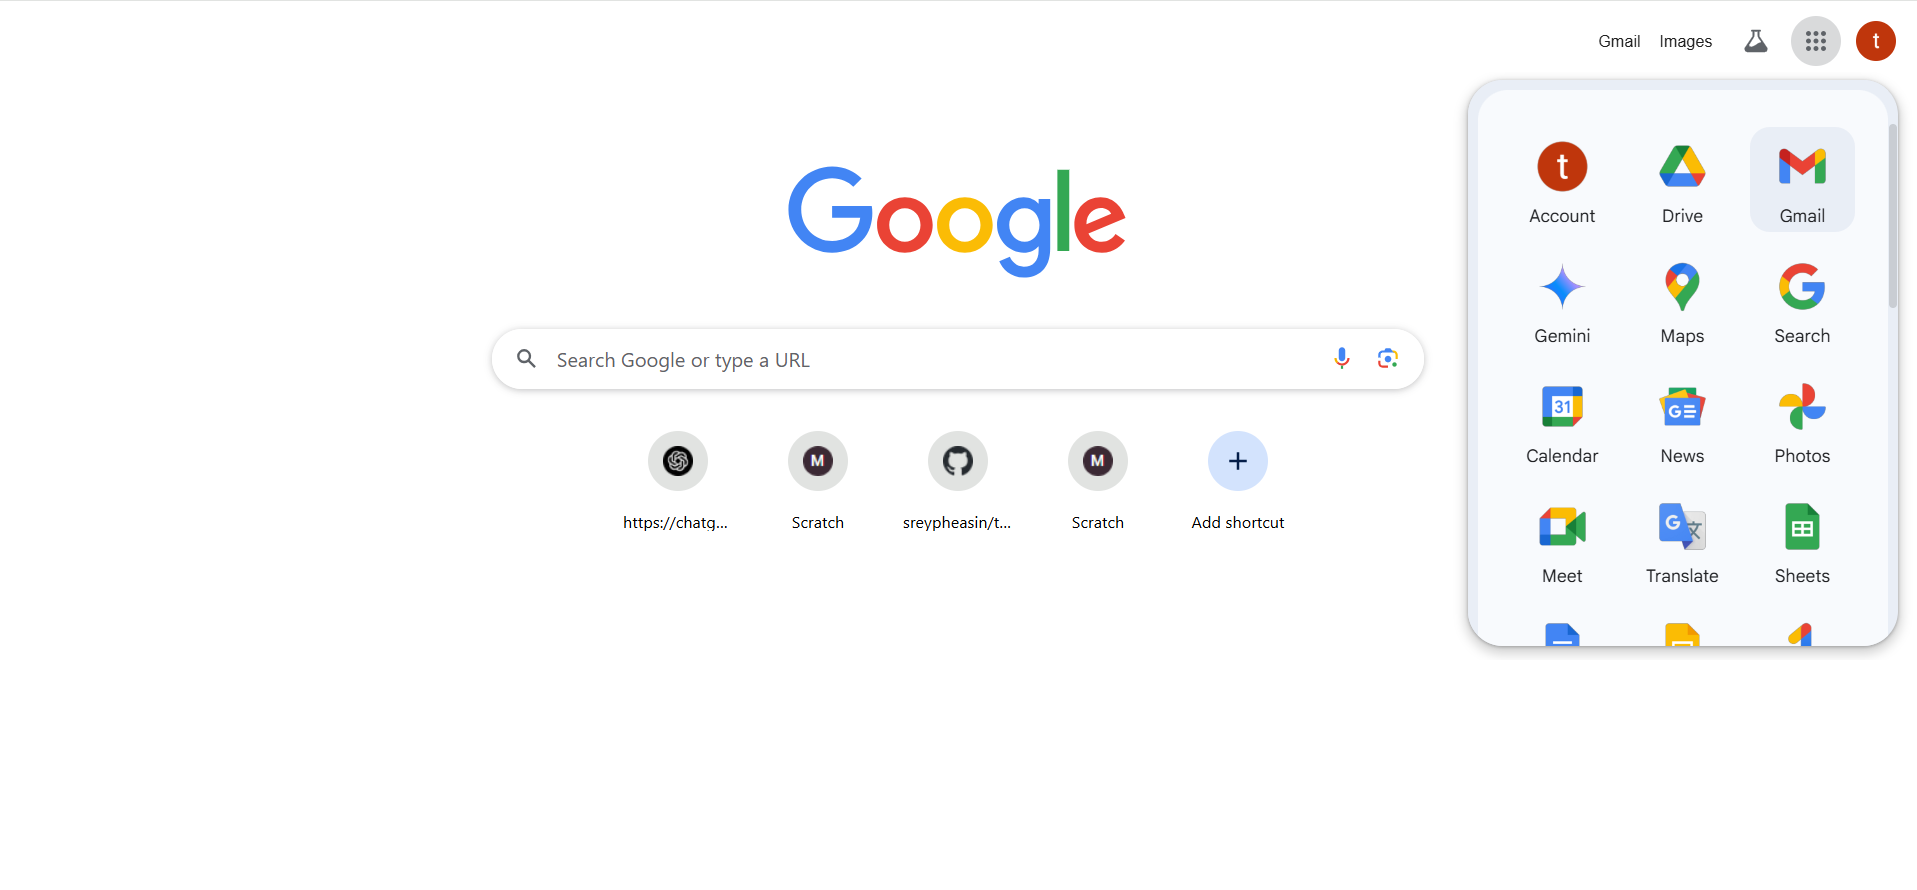 Gmail Images t
Google
Search Google or type a URL
https://chatg...
M
Scratch
sreypheasin/t...
M
Scratch
Add shortcut
t
Account
Drive
Gmail
Gemini
Maps
Search
31
Calendar
G
News
Photos
Meet
G 文
Translate
Sheets